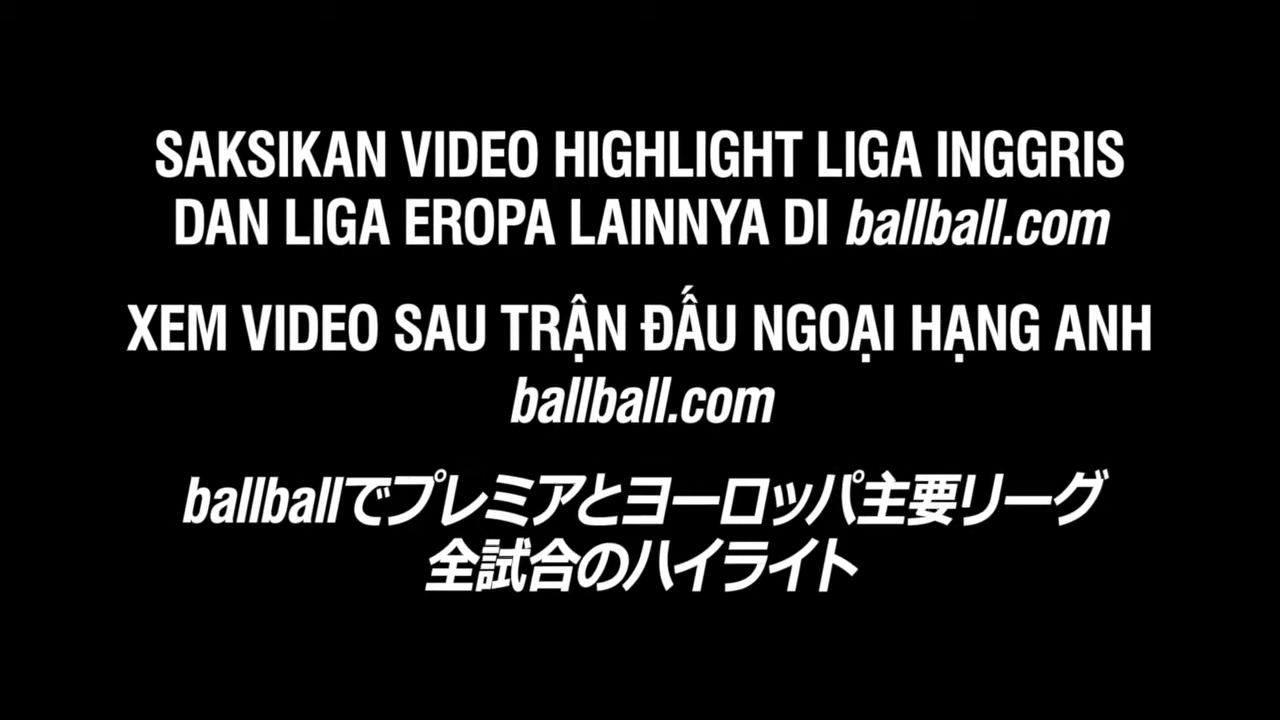 SAKSIKAN VIDEO HIGHLIGHT LIGA INGGRIS
DAN LIGA EROPA LAINNYA DI ballball.com
XEM VIDEO SAU TRẬN ĐẤU NGOẠI HẠNG ANH
ballball.com
ballballでプレミアとヨーロッパ主要リーグ
全試合のハイライト